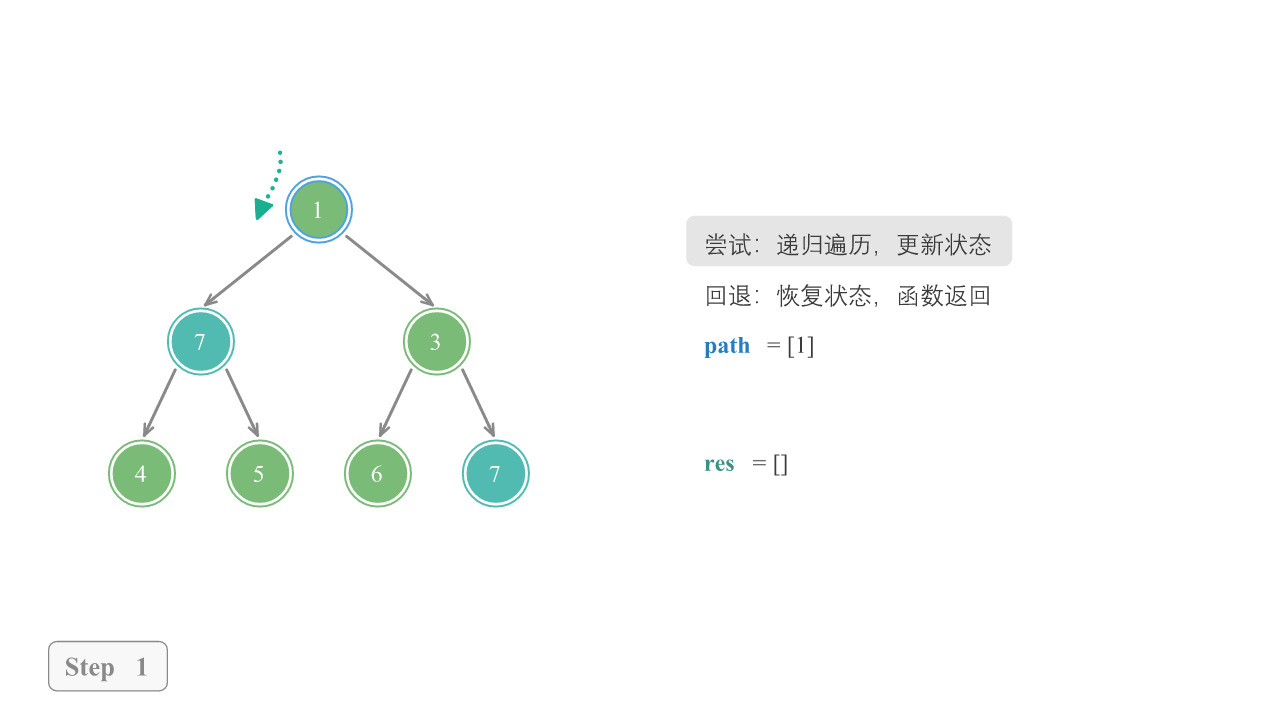 1
7 3
4 5 6 7
尝试：递归遍历，更新状态
回退：恢复状态，函数返回
path = [1]
res = []
Step 1